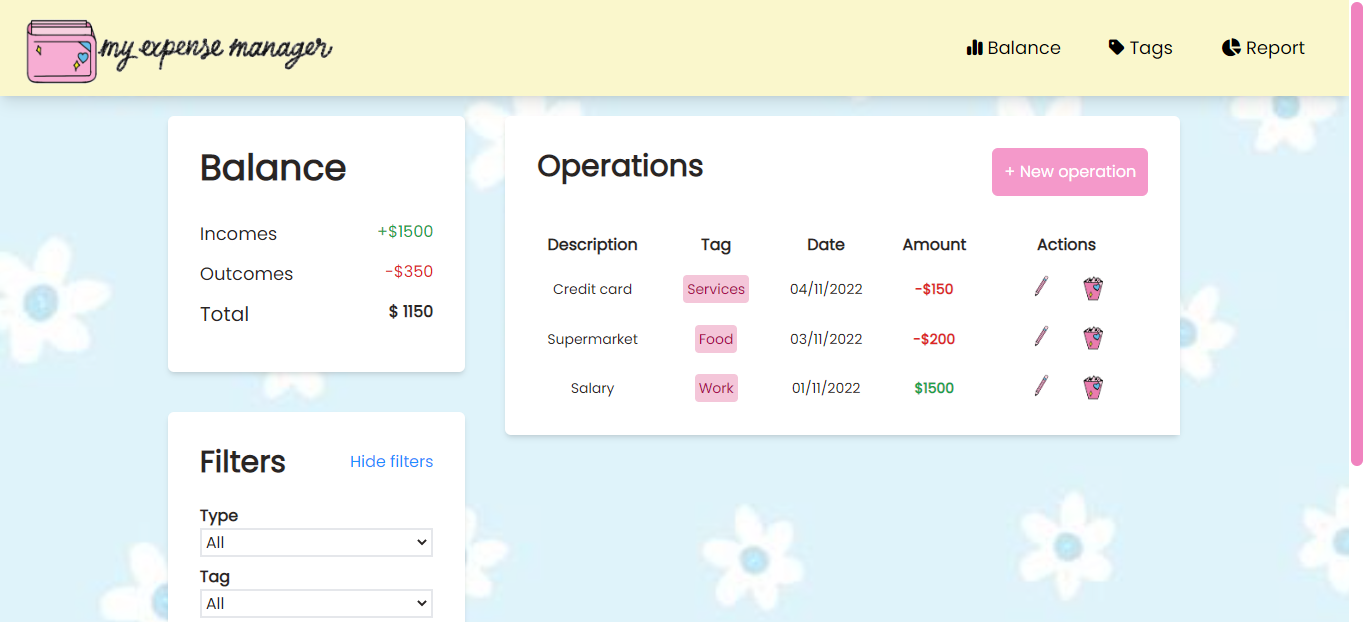 my expense manager
Balance Tags Report
Balance
Incomes +$1500
Outcomes -$350
Total $ 1150
Filters Hide filters
Type
All
Tag
All
Operations
+ New operation
Description Tag Date Amount Actions
Credit card Services 04/11/2022 -$150
Supermarket Food 03/11/2022 -$200
Salary Work 01/11/2022 $1500